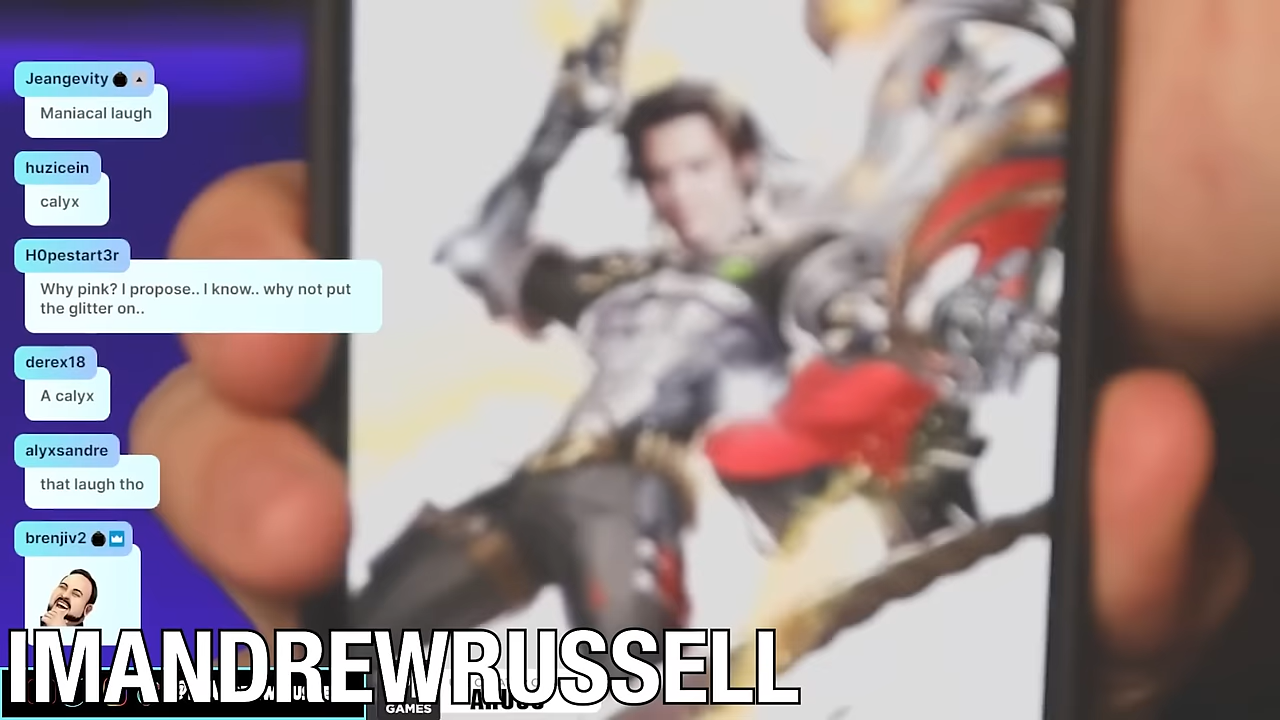 Jeangevity
Maniacal laugh
huzicein
calyx
H0pestart3r
Why pink? I propose.. I know.. why not put
the glitter on..
derex18
A calyx
alyxsandre
that laugh tho
brenjiv2
IMANDREWRUSSELL
GAMES